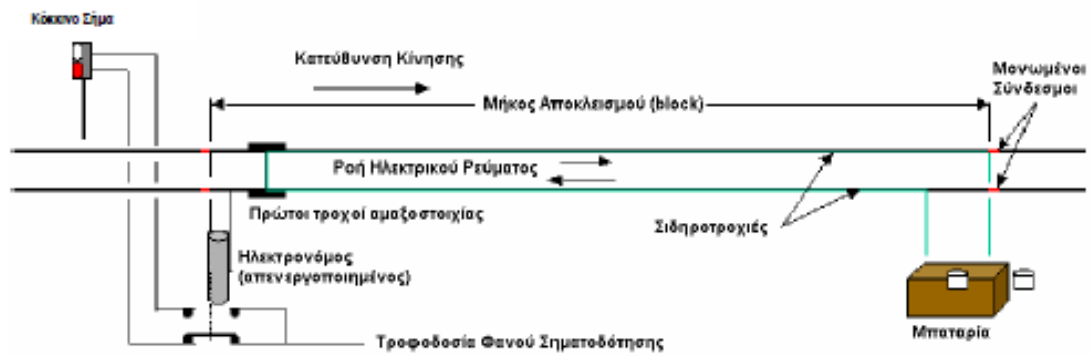 Κόκκινο Σήμα
Κατεύθυνση Κίνησης
Μονωμένοι
Σύνδεσμοι
Μήκος Αποκλεισμού (block)
Ροή Ηλεκτρικού Ρεύματος
Πρώτοι τροχοί αμαξοστοιχίας
Σιδηροτροχιές
Ηλεκτρονόμος
(απενεργοποιημένος)
Μπαταρία
Τροφοδοσία Φανού Σηματοδότησης